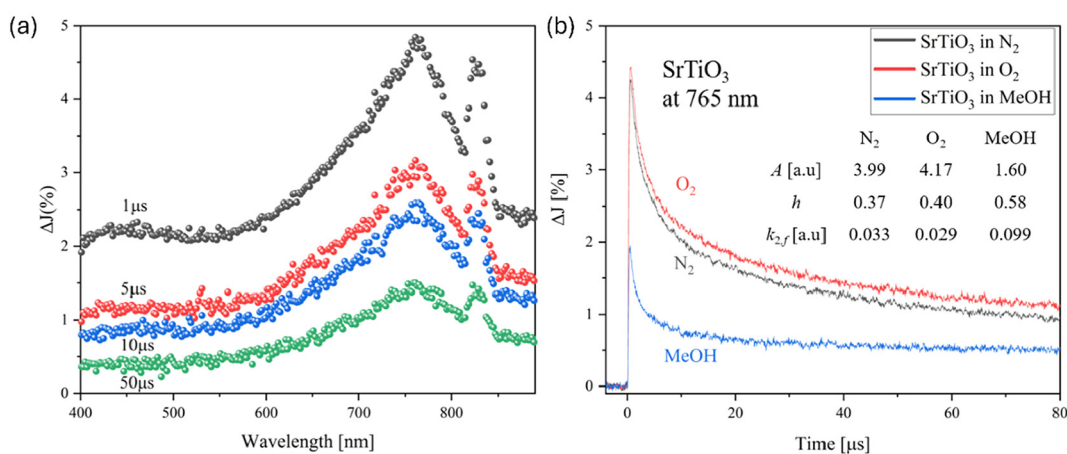 (a)
ΔJ(%)
5
4
3
2
1
0
1μs
5μs
10μs
50μs
400 500 600 700 800
Wavelength [nm]
(b)
ΔJ [%]
5
4
3
2
1
0
SrTiO3
at 765 nm
SrTiO3 in N2
SrTiO3 in O2
SrTiO3 in MeOH
N2 O2 MeOH
A [a.u] 3.99 4.17 1.60
h 0.37 0.40 0.58
k2,f [a.u] 0.033 0.029 0.099
O2
N2
MeOH
0 20 40 60 80
Time [μs]